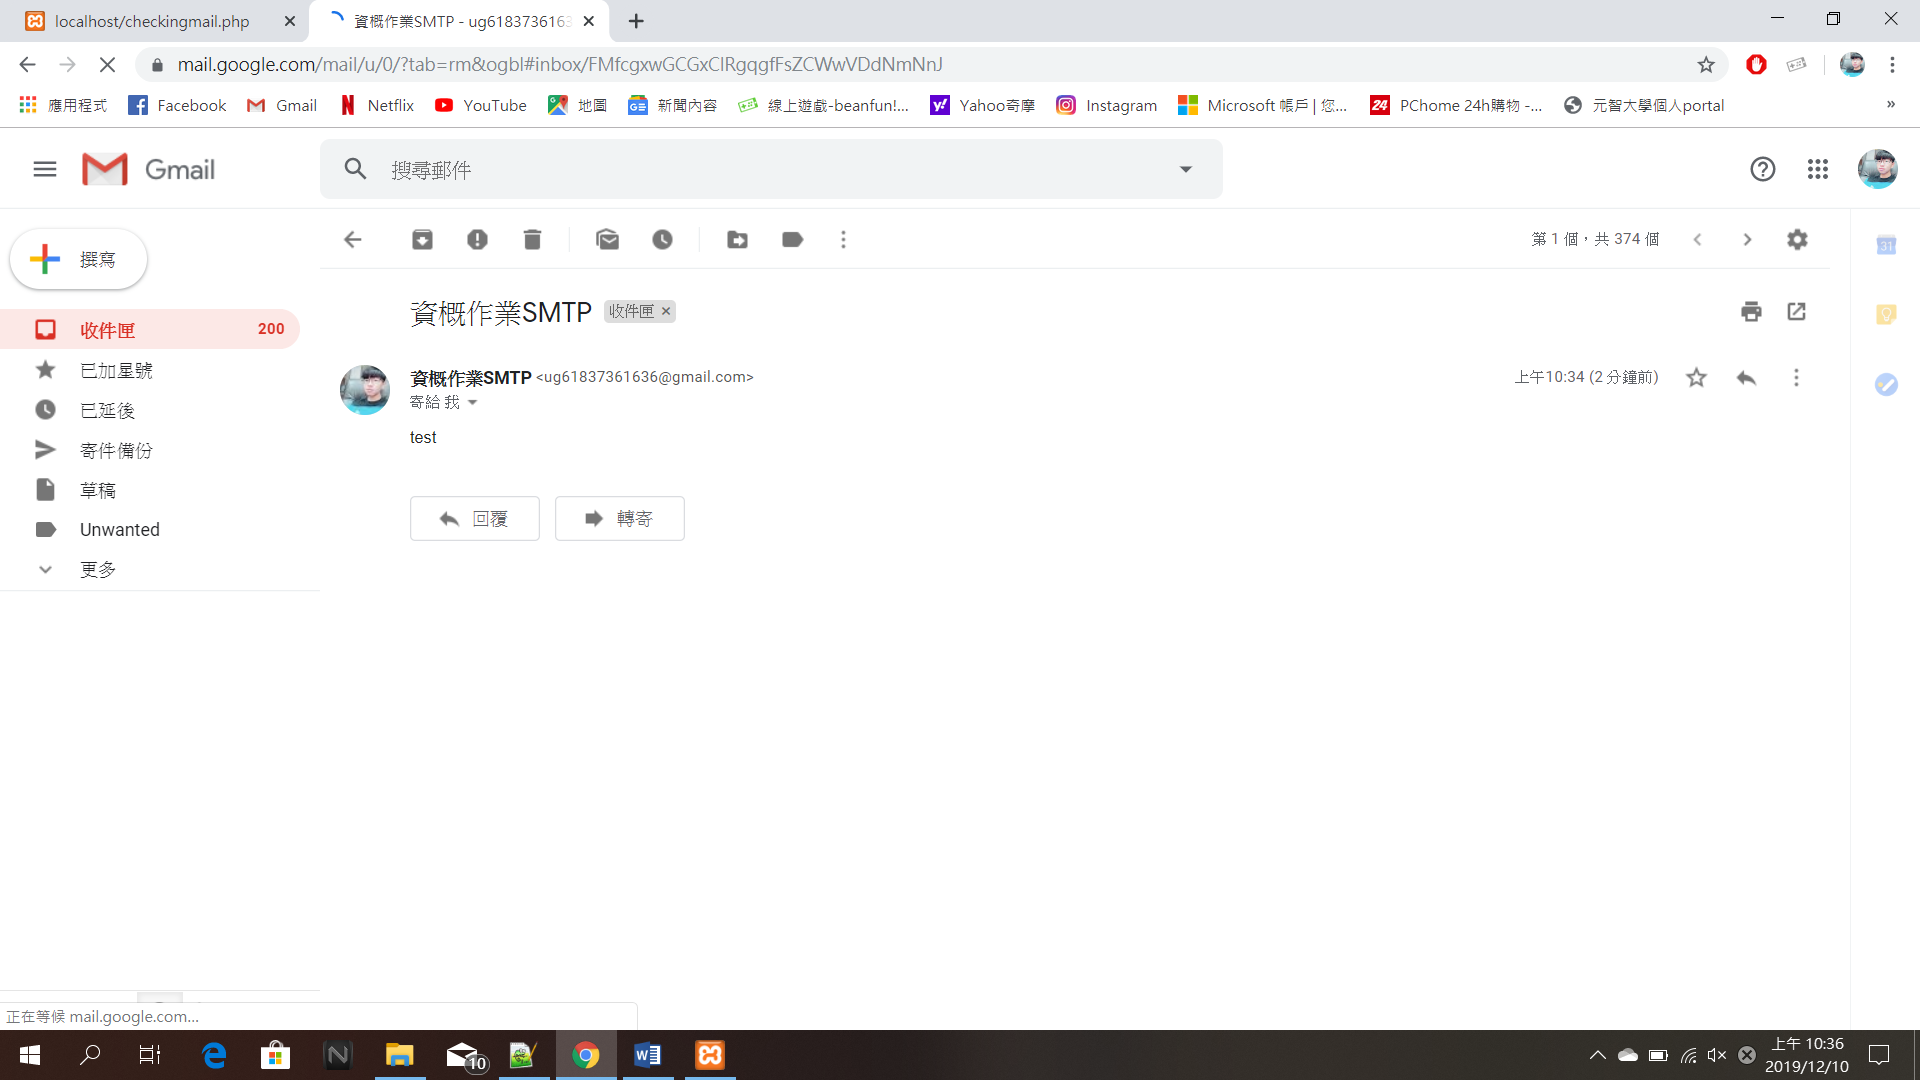 localhost/checkingmail.php
資概作業SMTP - ug6183736163
mail.google.com/mail/u/0/?tab=rm&ogbl#inbox/FMfcgxwGCGxClRgqgfFsZCWwVDdNmNnJ
應用程式 Facebook Gmail Netflix YouTube 地圖 新聞內容 線上遊戲-beanfun!... Yahoo奇摩 Instagram Microsoft 帳戶 | 您... PChome 24h購物 -... 元智大學個人portal »
Gmail
搜尋郵件
撰寫
第 1 個，共 374 個
31
資概作業SMTP 收件匣 ×
收件匣 200
已加星號
已延後
寄件備份
草稿
Unwanted
更多
資概作業SMTP <ug61837361636@gmail.com>
上午10:34 (2 分鐘前)
寄給 我
test
回覆
轉寄
正在等候 mail.google.com...
10
上午 10:36
2019/12/10